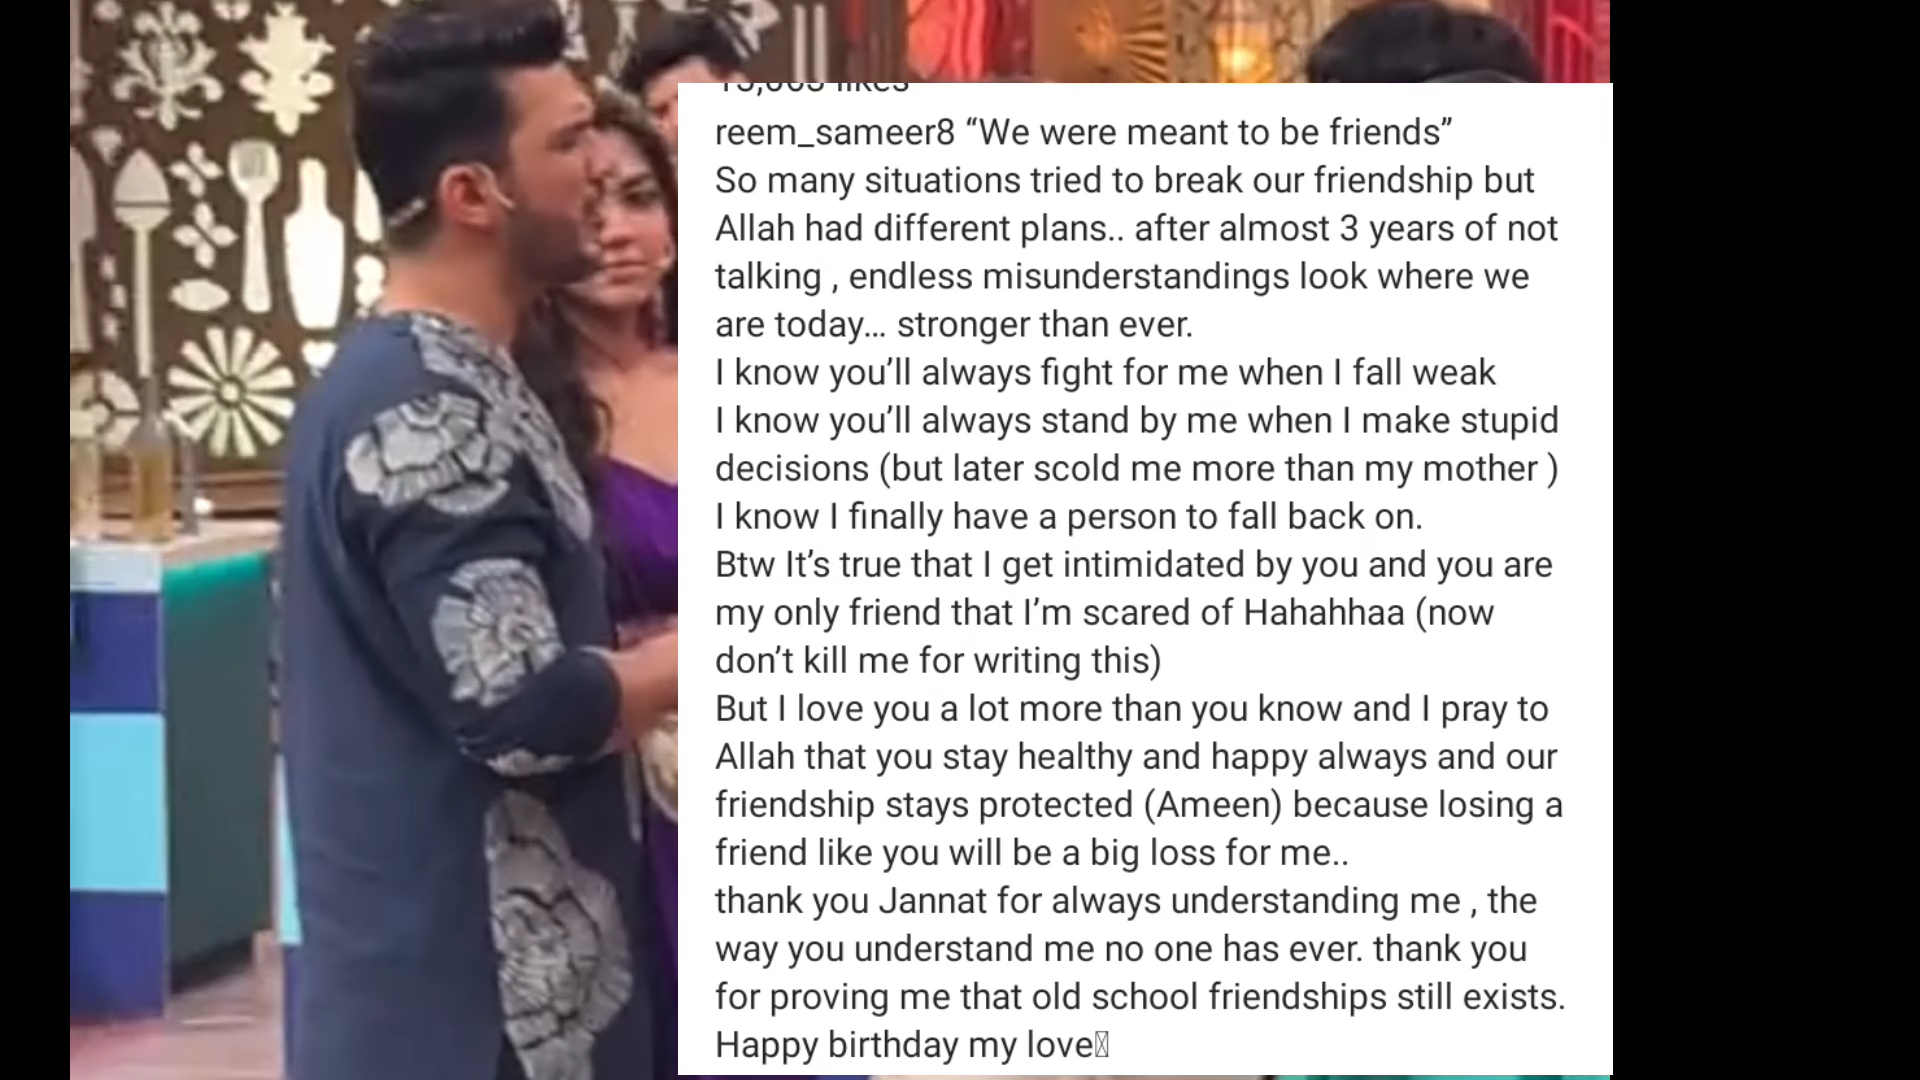 reem_sameer8 “We were meant to be friends”
So many situations tried to break our friendship but
Allah had different plans.. after almost 3 years of not
talking , endless misunderstandings look where we
are today... stronger than ever.
I know you’ll always fight for me when I fall weak
I know you’ll always stand by me when I make stupid
decisions (but later scold me more than my mother )
I know I finally have a person to fall back on.
Btw It’s true that I get intimidated by you and you are
my only friend that I’m scared of Hahahhaa (now
don’t kill me for writing this)
But I love you a lot more than you know and I pray to
Allah that you stay healthy and happy always and our
friendship stays protected (Ameen) because losing a
friend like you will be a big loss for me..
thank you Jannat for always understanding me , the
way you understand me no one has ever. thank you
for proving me that old school friendships still exists.
Happy birthday my love